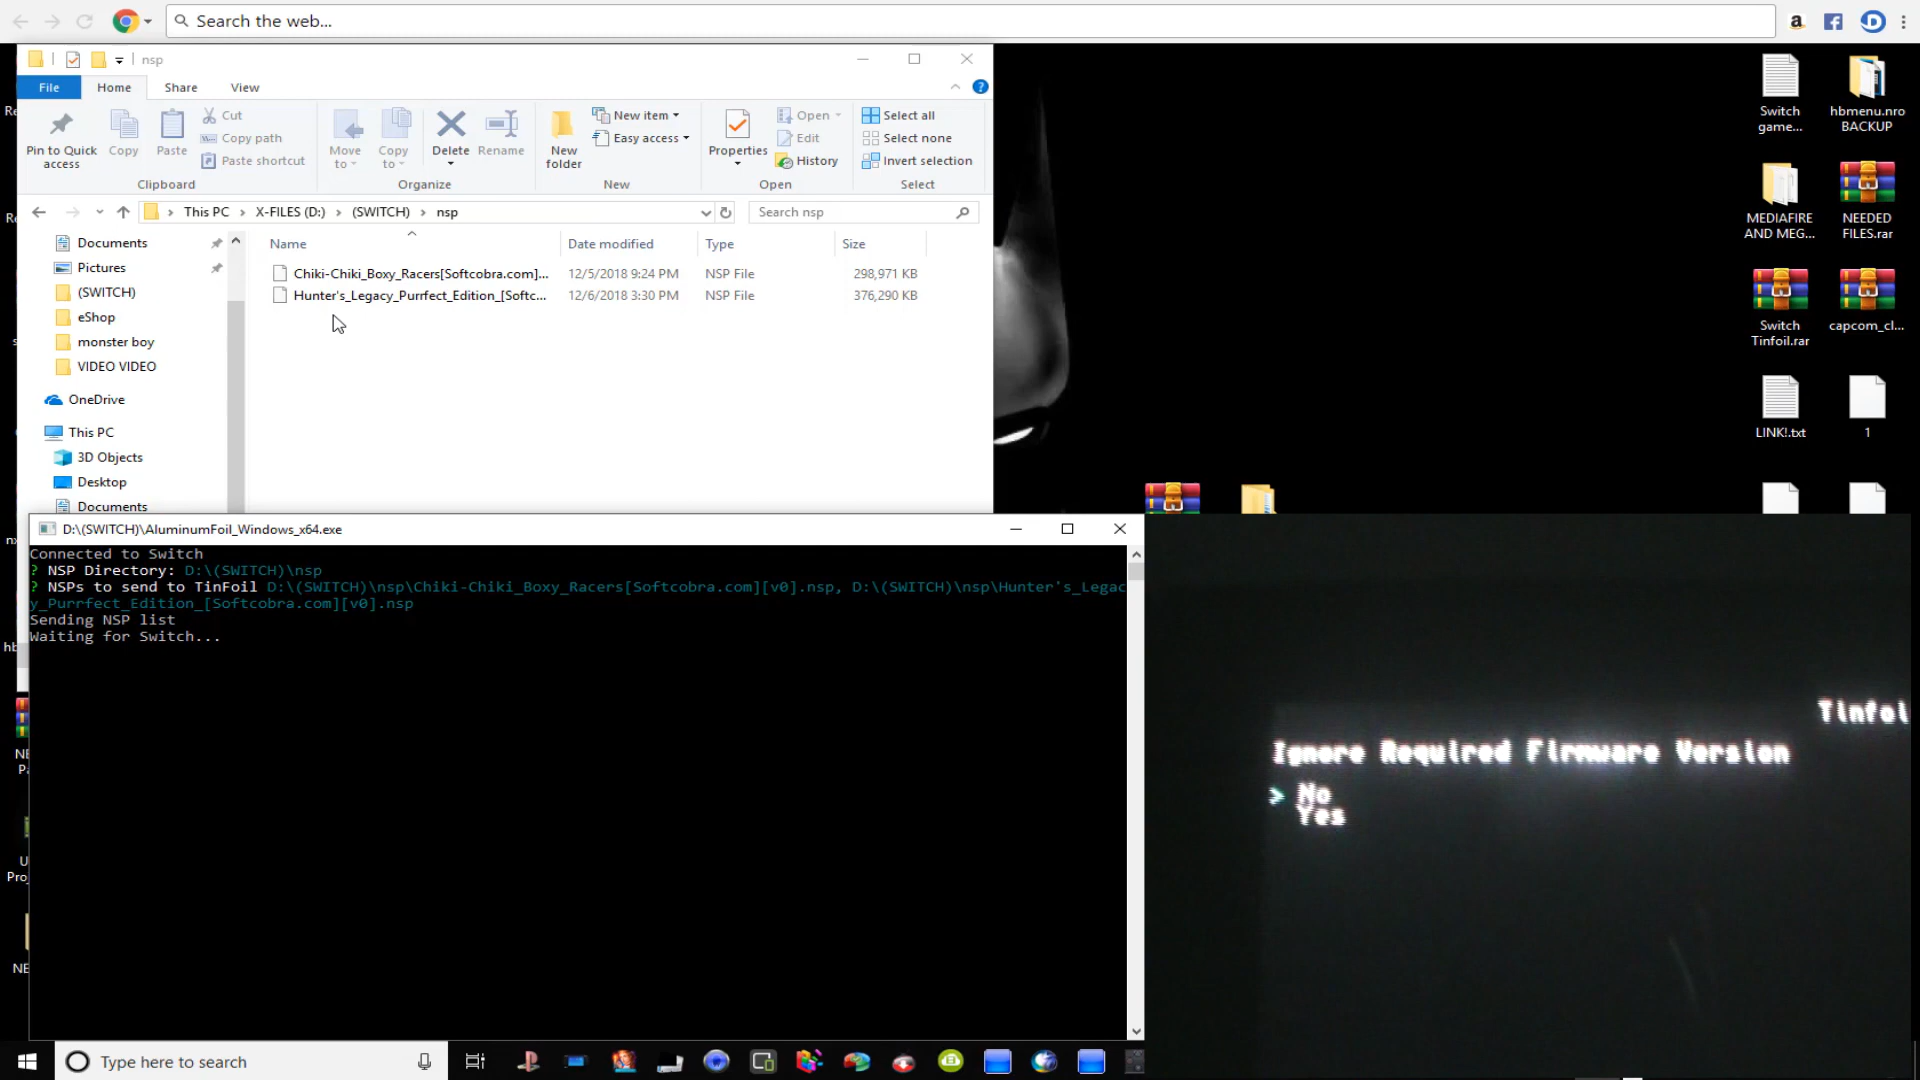 Search the web...
nsp
File Home Share View
Pin to Quick access
Copy
Paste
Cut
Copy path
Paste shortcut
Clipboard
Move to
Copy to
Delete
Rename
Organize
New folder
New item
Easy access
New
Properties
Open
Edit
History
Open
Select all
Select none
Invert selection
Select
This PC > X-FILES (D:) > (SWITCH) > nsp
Search nsp
Name Date modified Type Size
Chiki-Chiki_Boxy_Racers[Softcobra.com]... 12/5/2018 9:24 PM NSP File 298,971 KB
Hunter's_Legacy_Purrfect_Edition_[Softc... 12/6/2018 3:30 PM NSP File 376,290 KB
Documents
Pictures
(SWITCH)
eShop
monster boy
VIDEO VIDEO
OneDrive
This PC
3D Objects
Desktop
Documents
Switch game...
hbmenu.nro BACKUP
MEDIAFIRE AND MEG...
NEEDED FILES.rar
Switch Tinfoil.rar
capcom_cl...
LINK!.txt
1
D:\(SWITCH)\AluminumFoil_Windows_x64.exe
Connected to Switch
? NSP Directory: D:\(SWITCH)\nsp
? NSPs to send to TinFoil D:\(SWITCH)\nsp\Chiki-Chiki_Boxy_Racers[Softcobra.com][v0].nsp, D:\(SWITCH)\nsp\Hunter's_Legac
y_Purrfect_Edition_[Softcobra.com][v0].nsp
Sending NSP list
Waiting for Switch...
Tinfoi
Ignore Required Firmware Version
> No
Yes
Type here to search